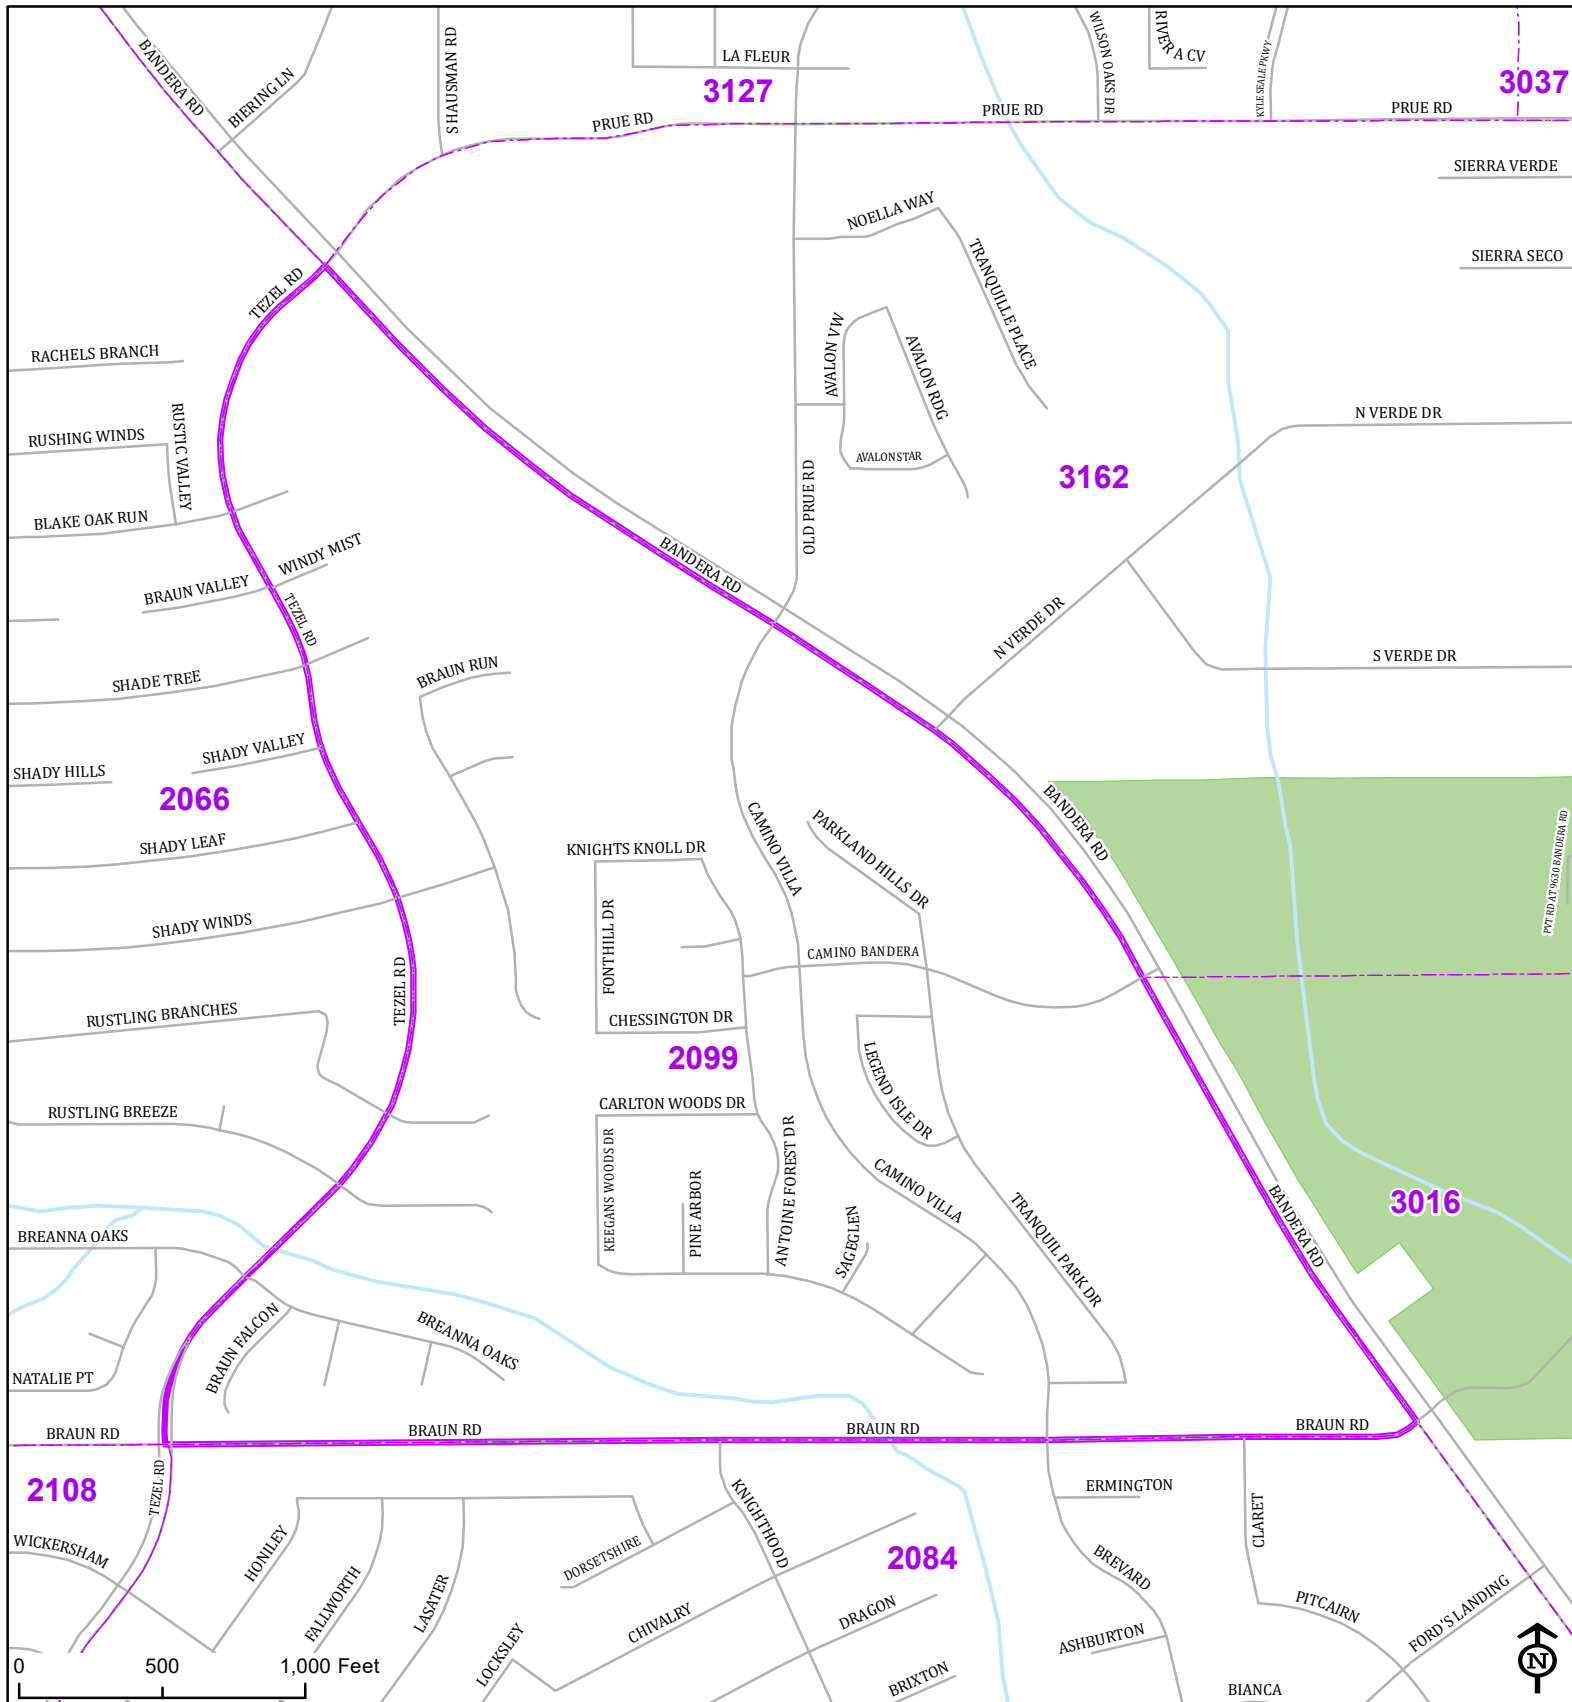 BANDERA RD
BIERING LN
S HAUSMAN RD
LA FLEUR
3127
WILSON OAKS DR
RIVERA CV
KYLE SEALE PKWY
3037
PRUE RD
PRUE RD
PRUE RD
SIERRA VERDE
SIERRA SECO
NOELLA WAY
TRANQUILLE PLACE
TEZEL RD
RACHELS BRANCH
AVALON VW
AVALON RDG
AVALON STAR
N VERDE DR
RUSHING WINDS
RUSTIC VALLEY
OLD PRUE RD
3162
BLAKE OAK RUN
WINDY MIST
BRAUN VALLEY
TEZEL RD
BANDERA RD
N VERDE DR
S VERDE DR
SHADE TREE
BRAUN RUN
SHADY VALLEY
SHADY HILLS
2066
SHADY LEAF
KNIGHTS KNOLL DR
CAMINO VILLA
PARKLAND HILLS DR
BANDERA RD
PVT RD AT 9630 BANDERA RD
SHADY WINDS
FONTHILL DR
CAMINO BANDERA
TEZEL RD
RUSTLING BRANCHES
CHESSINGTON DR
2099
LEGEND ISLE DR
RUSTLING BREEZE
CARLTON WOODS DR
KEEGANS WOODS DR
PINE ARBOR
ANTOINE FOREST DR
CAMINO VILLA
SAGEGLEN
TRANQUIL PARK DR
BANDERA RD
3016
BREANNA OAKS
BRAUN FALCON
BREANNA OAKS
NATALIE PT
BRAUN RD
BRAUN RD
BRAUN RD
BRAUN RD
2108
TEZEL RD
KNIGHTHOOD
ERMINGTON
CLARET
WICKERSHAM
HONILEY
FALLWORTH
LASATER
DORSETSHIRE
2084
BREVARD
PITCAIRN
FORD'S LANDING
LOCKSLEY
CHIVALRY
DRAGON
ASHBURTON
BRIXTON
BIANCA
0 500 1,000 Feet
N